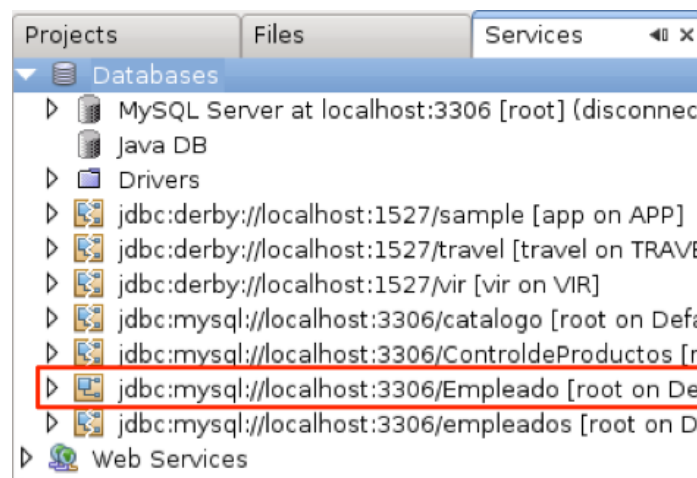 Projects Files Services
Databases
MySQL Server at localhost:3306 [root] (disconnec
Java DB
Drivers
jdbc:derby://localhost:1527/sample [app on APP]
jdbc:derby://localhost:1527/travel [travel on TRAVE
jdbc:derby://localhost:1527/vir [vir on VIR]
jdbc:mysql://localhost:3306/catalogo [root on Defa
jdbc:mysql://localhost:3306/ControldeProductos [r
jdbc:mysql://localhost:3306/Empleado [root on De
jdbc:mysql://localhost:3306/empleados [root on D
Web Services